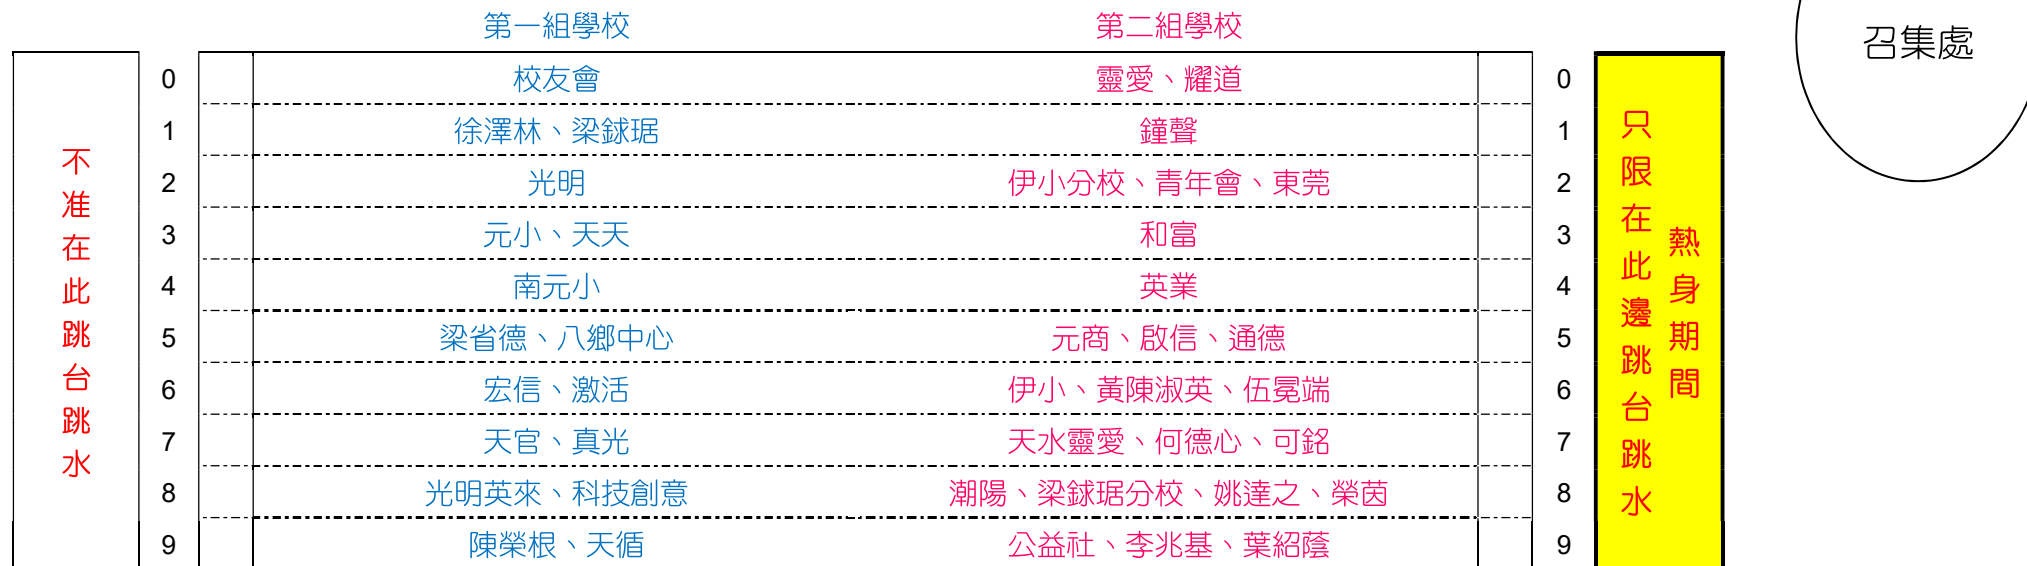 第一組學校 第二組學校
召集處
0 校友會 靈愛、耀道 0
1 徐澤林、梁銶琚 鐘聲 1
2 光明 伊小分校、青年會、東莞 2
3 元小、天天 和富 3
4 南元小 英業 4
5 梁省德、八鄉中心 元商、啟信、通德 5
6 宏信、激活 伊小、黃陳淑英、伍冕端 6
7 天官、真光 天水靈愛、何德心、可銘 7
8 光明英來、科技創意 潮陽、梁銶琚分校、姚達之、榮茵 8
9 陳榮根、天循 公益社、李兆基、葉紹蔭 9
不准在此跳台跳水
熱身期間
只限在此邊跳台跳水